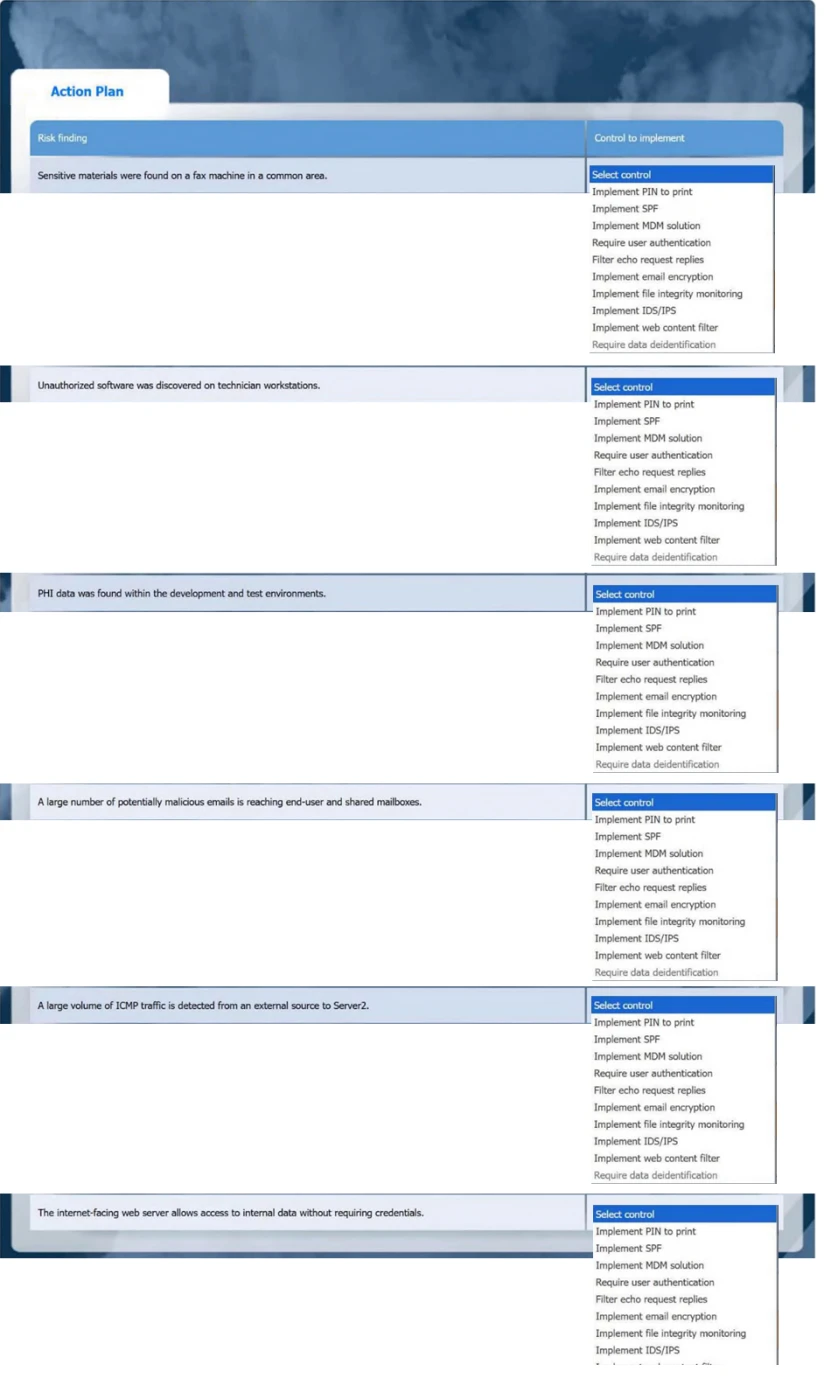 Action Plan
Risk finding
Control to implement
Sensitive materials were found on a fax machine in a common area.
Select control
Implement PIN to print
Implement SPF
Implement MDM solution
Require user authentication
Filter echo request replies
Implement email encryption
Implement file integrity monitoring
Implement IDS/IPS
Implement web content filter
Require data deidentification
Unauthorized software was discovered on technician workstations.
Select control
Implement PIN to print
Implement SPF
Implement MDM solution
Require user authentication
Filter echo request replies
Implement email encryption
Implement file integrity monitoring
Implement IDS/IPS
Implement web content filter
Require data deidentification
PHI data was found within the development and test environments.
Select control
Implement PIN to print
Implement SPF
Implement MDM solution
Require user authentication
Filter echo request replies
Implement email encryption
Implement file integrity monitoring
Implement IDS/IPS
Implement web content filter
Require data deidentification
A large number of potentially malicious emails is reaching end-user and shared mailboxes.
Select control
Implement PIN to print
Implement SPF
Implement MDM solution
Require user authentication
Filter echo request replies
Implement email encryption
Implement file integrity monitoring
Implement IDS/IPS
Implement web content filter
Require data deidentification
A large volume of ICMP traffic is detected from an external source to Server2.
Select control
Implement PIN to print
Implement SPF
Implement MDM solution
Require user authentication
Filter echo request replies
Implement email encryption
Implement file integrity monitoring
Implement IDS/IPS
Implement web content filter
Require data deidentification
The internet-facing web server allows access to internal data without requiring credentials.
Select control
Implement PIN to print
Implement SPF
Implement MDM solution
Require user authentication
Filter echo request replies
Implement email encryption
Implement file integrity monitoring
Implement IDS/IPS